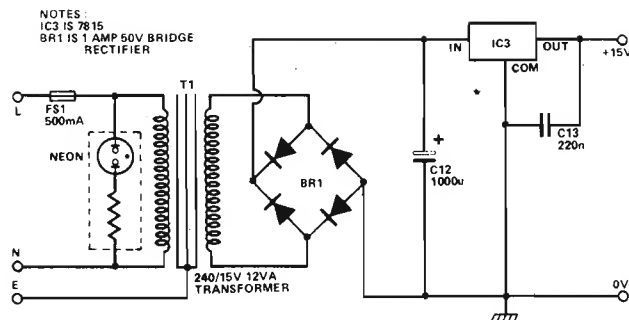 NOTES :
IC3 IS 7815
BR1 IS 1 AMP 50V BRIDGE
RECTIFIER
L
FS1
500mA
NEON
N
E
T1
240/15V 12VA
TRANSFORMER
BR1
+
C12
1000u
IN
IC3
OUT
COM
+15V
C13
220n
0V